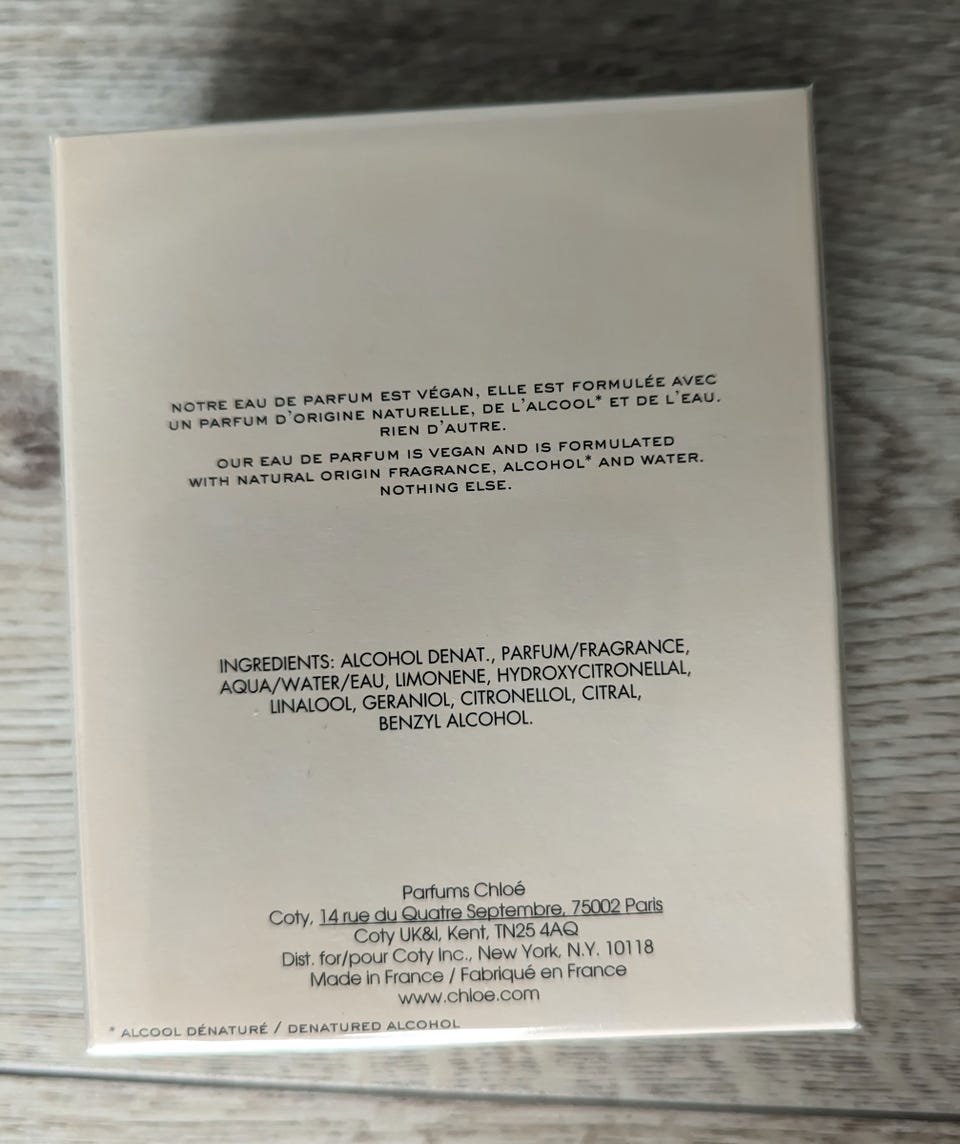 NOTRE EAU DE PARFUM EST VÉGAN, ELLE EST FORMULÉE AVEC
UN PARFUM D'ORIGINE NATURELLE, DE L'ALCOOL* ET DE L'EAU.
RIEN D'AUTRE.
OUR EAU DE PARFUM IS VEGAN AND IS FORMULATED
WITH NATURAL ORIGIN FRAGRANCE, ALCOHOL* AND WATER.
NOTHING ELSE.
INGREDIENTS: ALCOHOL DENAT., PARFUM/FRAGRANCE,
AQUA/WATER/EAU, LIMONENE, HYDROXYCITRONELLAL,
LINALOOL, GERANIOL, CITRONELLOL, CITRAL,
BENZYL ALCOHOL.
Parfums Chloé
Coty, 14 rue du Quatre Septembre, 75002 Paris
Coty UK&I, Kent, TN25 4AQ
Dist. for/pour Coty Inc., New York, N.Y. 10118
Made in France / Fabriqué en France
www.chloe.com
* ALCOOL DÉNATURÉ / DENATURED ALCOHOL